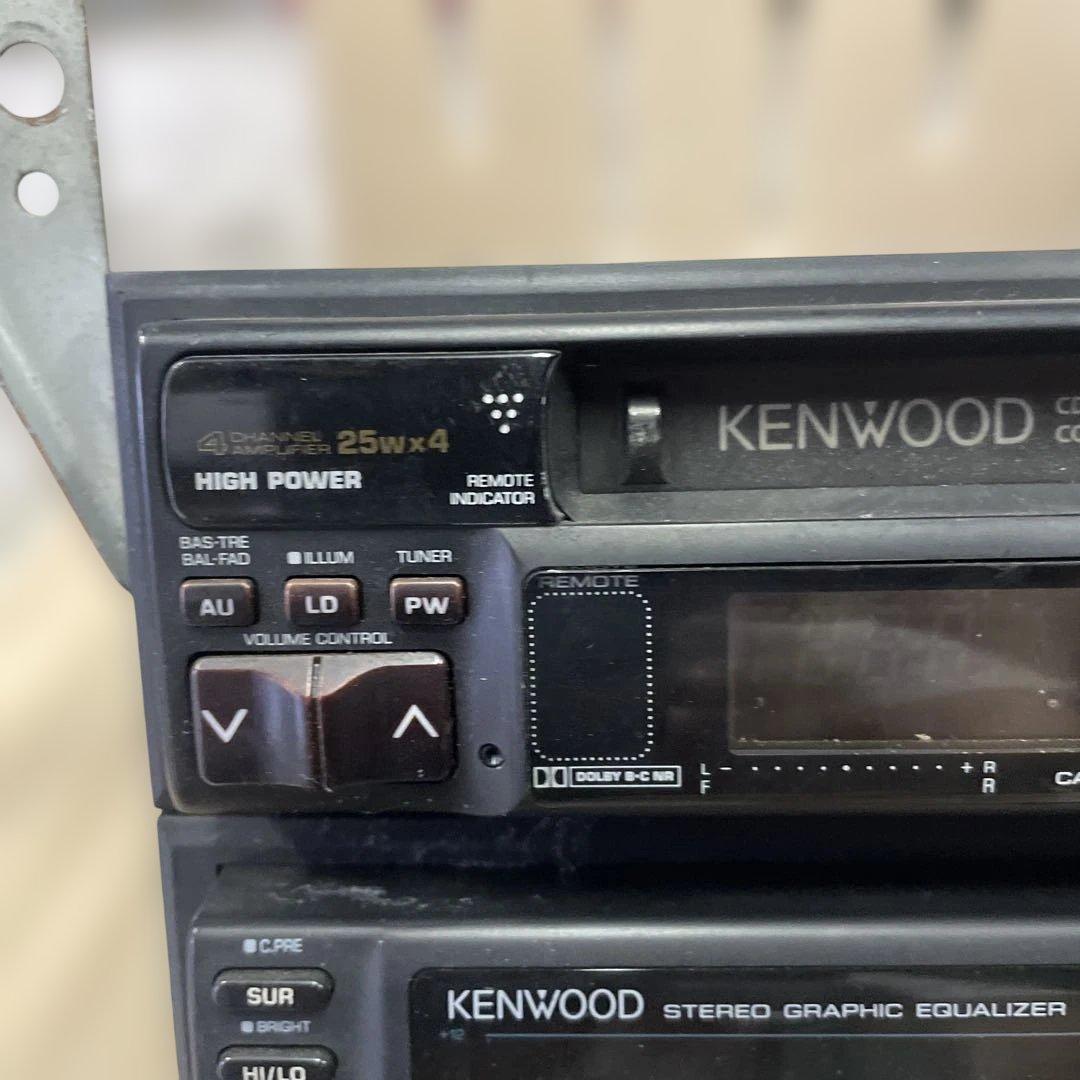 4 CHANNEL AMPLIFIER 25W×4
HIGH POWER
REMOTE
INDICATOR
KENWOOD
BAS-TRE
BAL-FAD
ILLUM
TUNER
AU
LD
PW
VOLUME CONTROL
REMOTE
DOLBY B-C NR
L
F
- +
R
R
C.PRE
SUR
BRIGHT
HI/LO
KENWOOD STEREO GRAPHIC EQUALIZER
+12